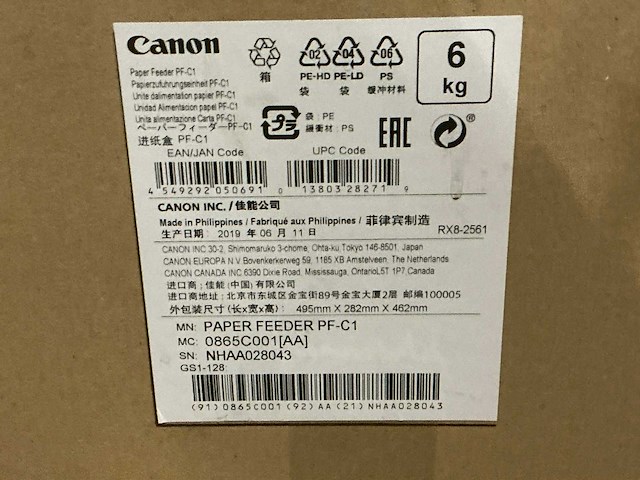 Canon
箱
02
PE-HD
袋
04
PE-LD
袋
06
PS
缓冲材料
6
kg
Paper Feeder PF-C1
Papierzuführungseinheit PF-C1
Unite dalimentation papier PF-C1
Unidad Alimentacion papel PF-C1
Unita alimentazione Carta PF-C1
ペーパーフィーダーPF-C1
进纸盒 PF-C1
プラ
袋 : PE
緩衝材 : PS
EAC
®
EAN/JAN Code
UPC Code
4 549292 050691
0 13803 28271 9
CANON INC. / 佳能公司
Made in Philippines / Fabriqué aux Philippines / 菲律宾制造
生产日期 2019 年 06 月 11 日
RX8-2561
CANON INC 30-2, Shimomaruko 3-chome, Ohta-ku, Tokyo 146-8501, Japan
CANON EUROPA N.V Bovenkerkerweg 59, 1185 XB Amstelveen, The Netherlands
CANON CANADA INC 6390 Dixie Road, Mississauga, OntarioL5T 1P7 Canada
进口商 : 佳能(中国)有限公司
进口商地址 : 北京市东城区金宝街89号金宝大厦2层 邮编100005
外包装尺寸(长x宽x高) : 495mm x 282mm x 462mm
MN: PAPER FEEDER PF-C1
MC: 0865C001[AA]
SN: NHAA028043
GS1-128:
(91)0865C001(92)AA(21)NHAA028043